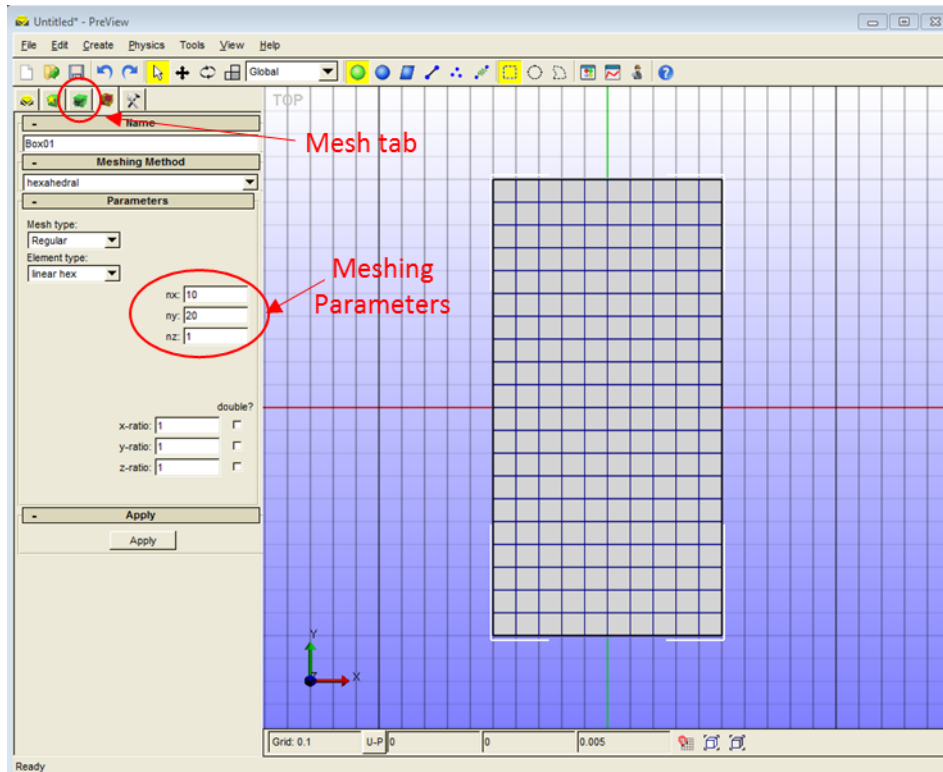 Untitled* - PreView
File Edit Create Physics Tools View Help
Global
TOP
- Name
Box01
Mesh tab
- Meshing Method
hexahedral
- Parameters
Mesh type:
Regular
Element type:
linear hex
Meshing
Parameters
nx: 10
ny: 20
nz: 1
double?
x-ratio: 1
y-ratio: 1
z-ratio: 1
- Apply
Apply
Y
Z X
Grid: 0.1 U-P 0 0 0.005
Ready